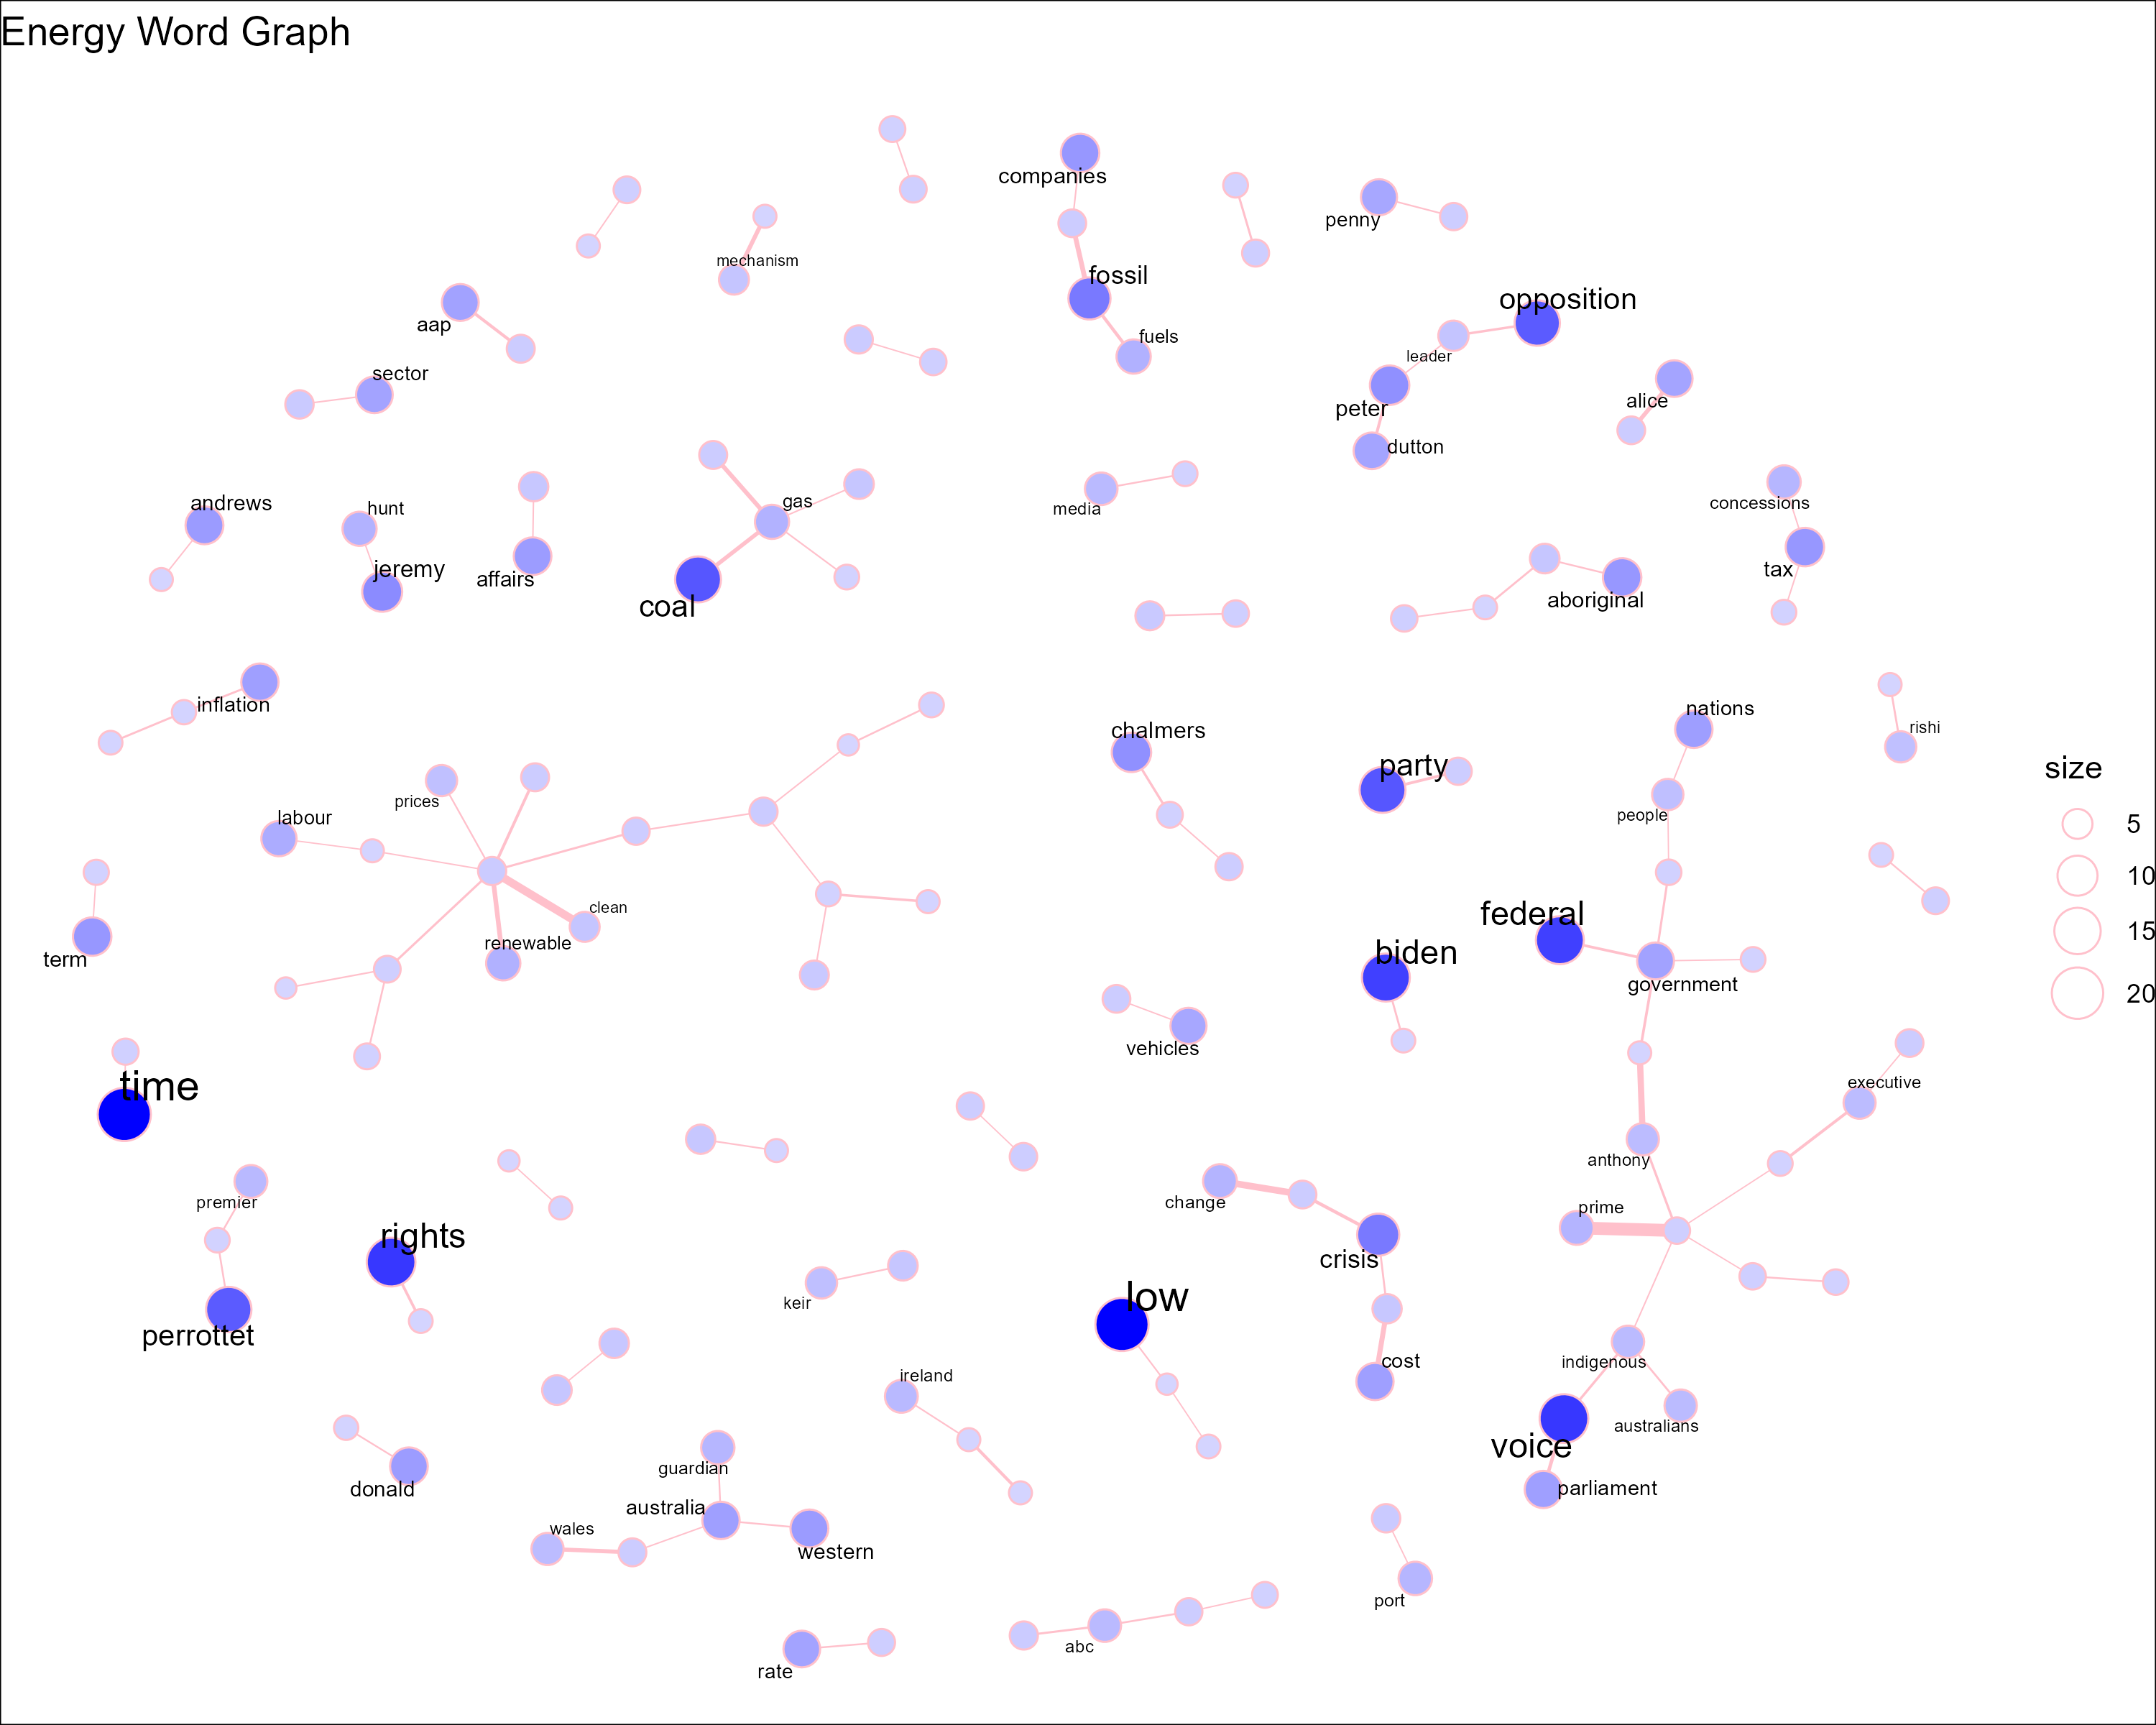 Energy Word Graph
companies
penny
mechanism
fossil
opposition
aap
fuels
leader
sector
alice
peter
dutton
andrews
hunt
gas
media
concessions
jeremy
affairs
tax
coal
aboriginal
inflation
nations
chalmers
rishi
party
size
prices
labour
people
5
10
clean
federal
15
renewable
term
biden
government
20
vehicles
time
executive
anthony
premier
change
prime
rights
crisis
keir
low
perrottet
cost
indigenous
ireland
australians
guardian
voice
donald
parliament
australia
wales
western
port
abc
rate